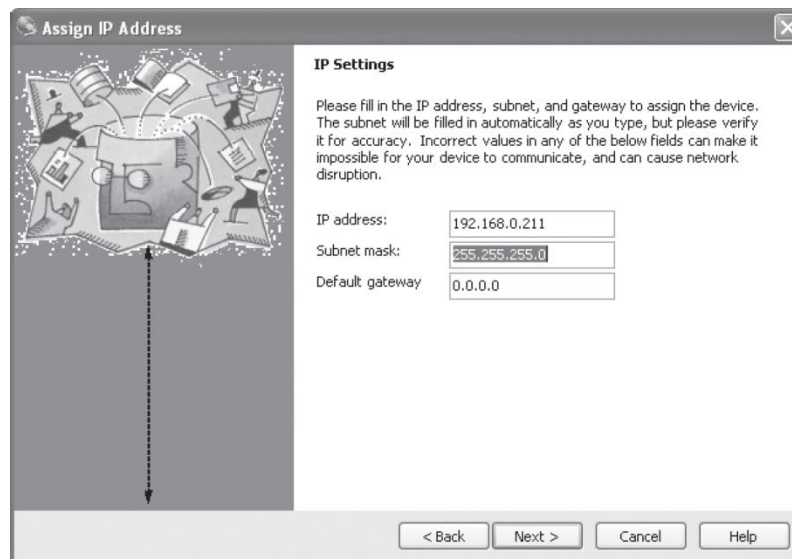 Assign IP Address
IP Settings
Please fill in the IP address, subnet, and gateway to assign the device.
The subnet will be filled in automatically as you type, but please verify
it for accuracy. Incorrect values in any of the below fields can make it
impossible for your device to communicate, and can cause network
disruption.
IP address: 192.168.0.211
Subnet mask: 255.255.255.0
Default gateway 0.0.0.0
< Back Next > Cancel Help